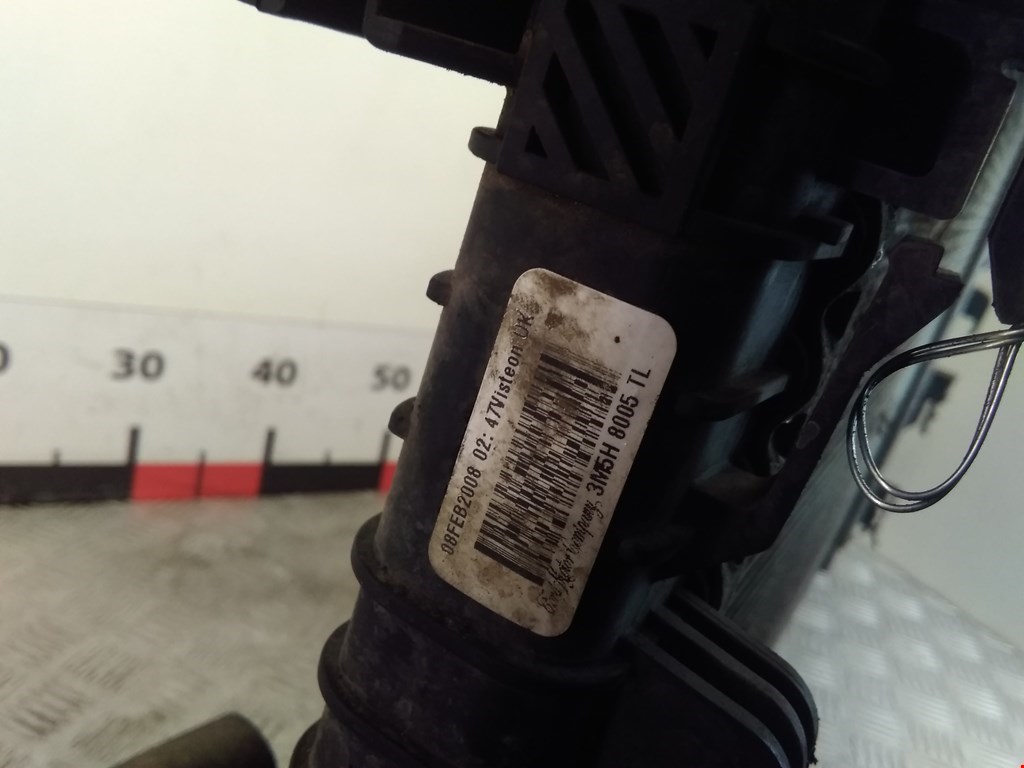 30 40 50
08FEB2008 02:47Visteon UK
Ford Motor Company 3M5H 8005 TL